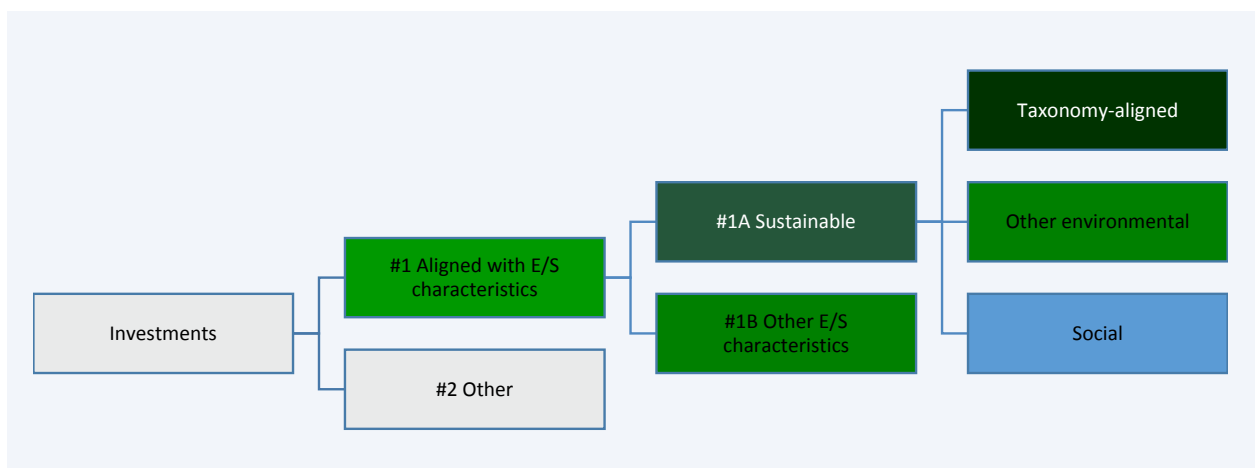 Investments
#1 Aligned with E/S
characteristics
#2 Other
#1A Sustainable
#1B Other E/S
characteristics
Taxonomy-aligned
Other environmental
Social